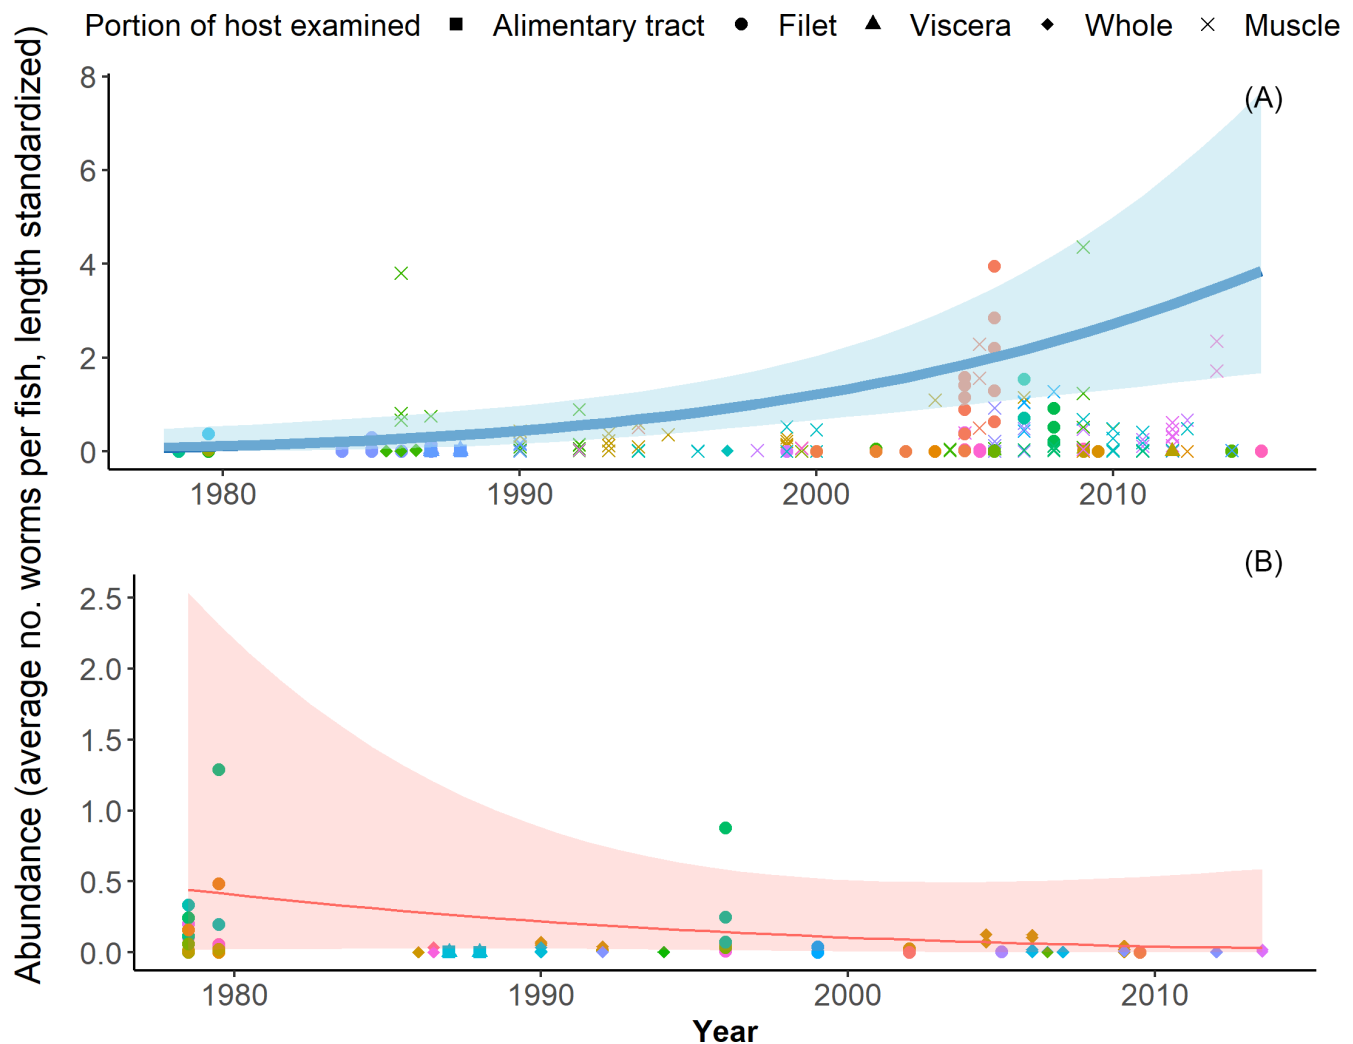 Portion of host examined Alimentary tract Filet Viscera Whole Muscle
Abundance (average no. worms per fish, length standardized)
(A)
8
6
4
2
0
1980 1990 2000 2010
(B)
2.5
2.0
1.5
1.0
0.5
0.0
1980 1990 2000 2010
Year